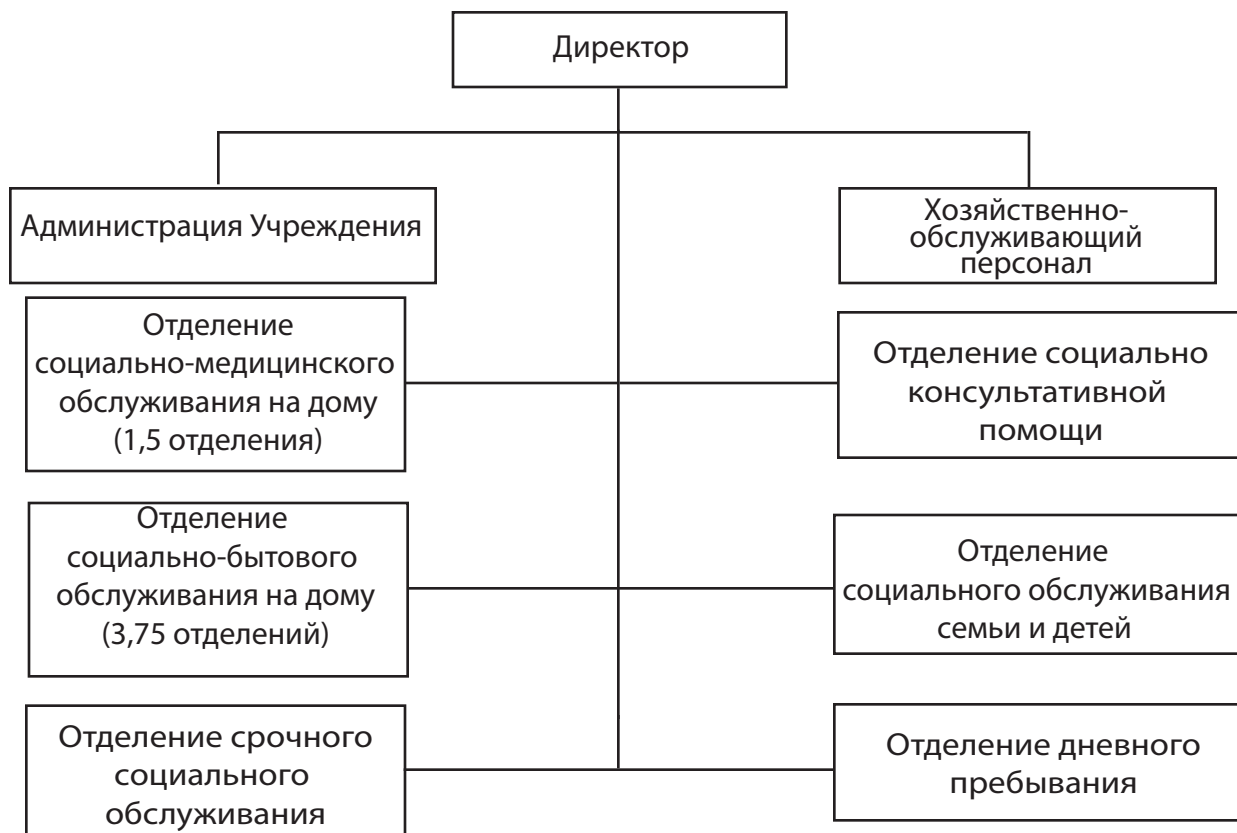 Директор
Администрация Учреждения
Хозяйственно-
обслуживающий
персонал
Отделение
социально-медицинского
обслуживания на дому
(1,5 отделения)
Отделение социально
консультативной
помощи
Отделение
социально-бытового
обслуживания на дому
(3,75 отделений)
Отделение
социального обслуживания
семьи и детей
Отделение срочного
социального
обслуживания
Отделение дневного
пребывания